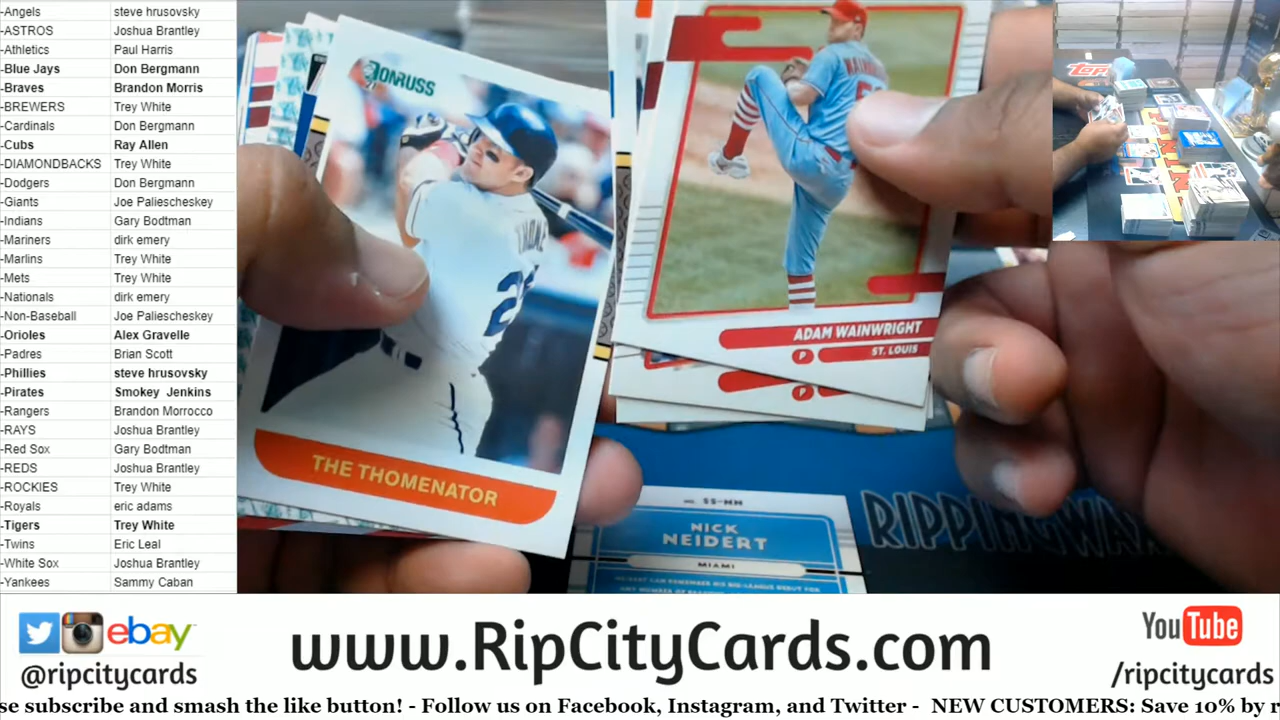 -Angels steve hrusovsky
-ASTROS Joshua Brantley
-Athletics Paul Harris
-Blue Jays Don Bergmann
-Braves Brandon Morris
-BREWERS Trey White
-Cardinals Don Bergmann
-Cubs Ray Allen
-DIAMONDBACKS Trey White
-Dodgers Don Bergmann
-Giants Joe Paliescheskey
-Indians Gary Bodtman
-Mariners dirk emery
-Marlins Trey White
-Mets Trey White
-Nationals dirk emery
-Non-Baseball Joe Paliescheskey
-Orioles Alex Gravelle
-Padres Brian Scott
-Phillies steve hrusovsky
-Pirates Smokey Jenkins
-Rangers Brandon Morrocco
-RAYS Joshua Brantley
-Red Sox Gary Bodtman
-REDS Joshua Brantley
-ROCKIES Trey White
-Royals eric adams
-Tigers Trey White
-Twins Eric Leal
-White Sox Joshua Brantley
-Yankees Sammy Caban
DONRUSS
THE THOMENATOR
ADAM WAINWRIGHT
P ST. LOUIS
P
NO. SS-NN
NICK
NEIDERT
MIAMI
topps
ebay
@ripcitycards
www.RipCityCards.com
YouTube
/ripcitycards
se subscribe and smash the like button! - Follow us on Facebook, Instagram, and Twitter - NEW CUSTOMERS: Save 10% by r